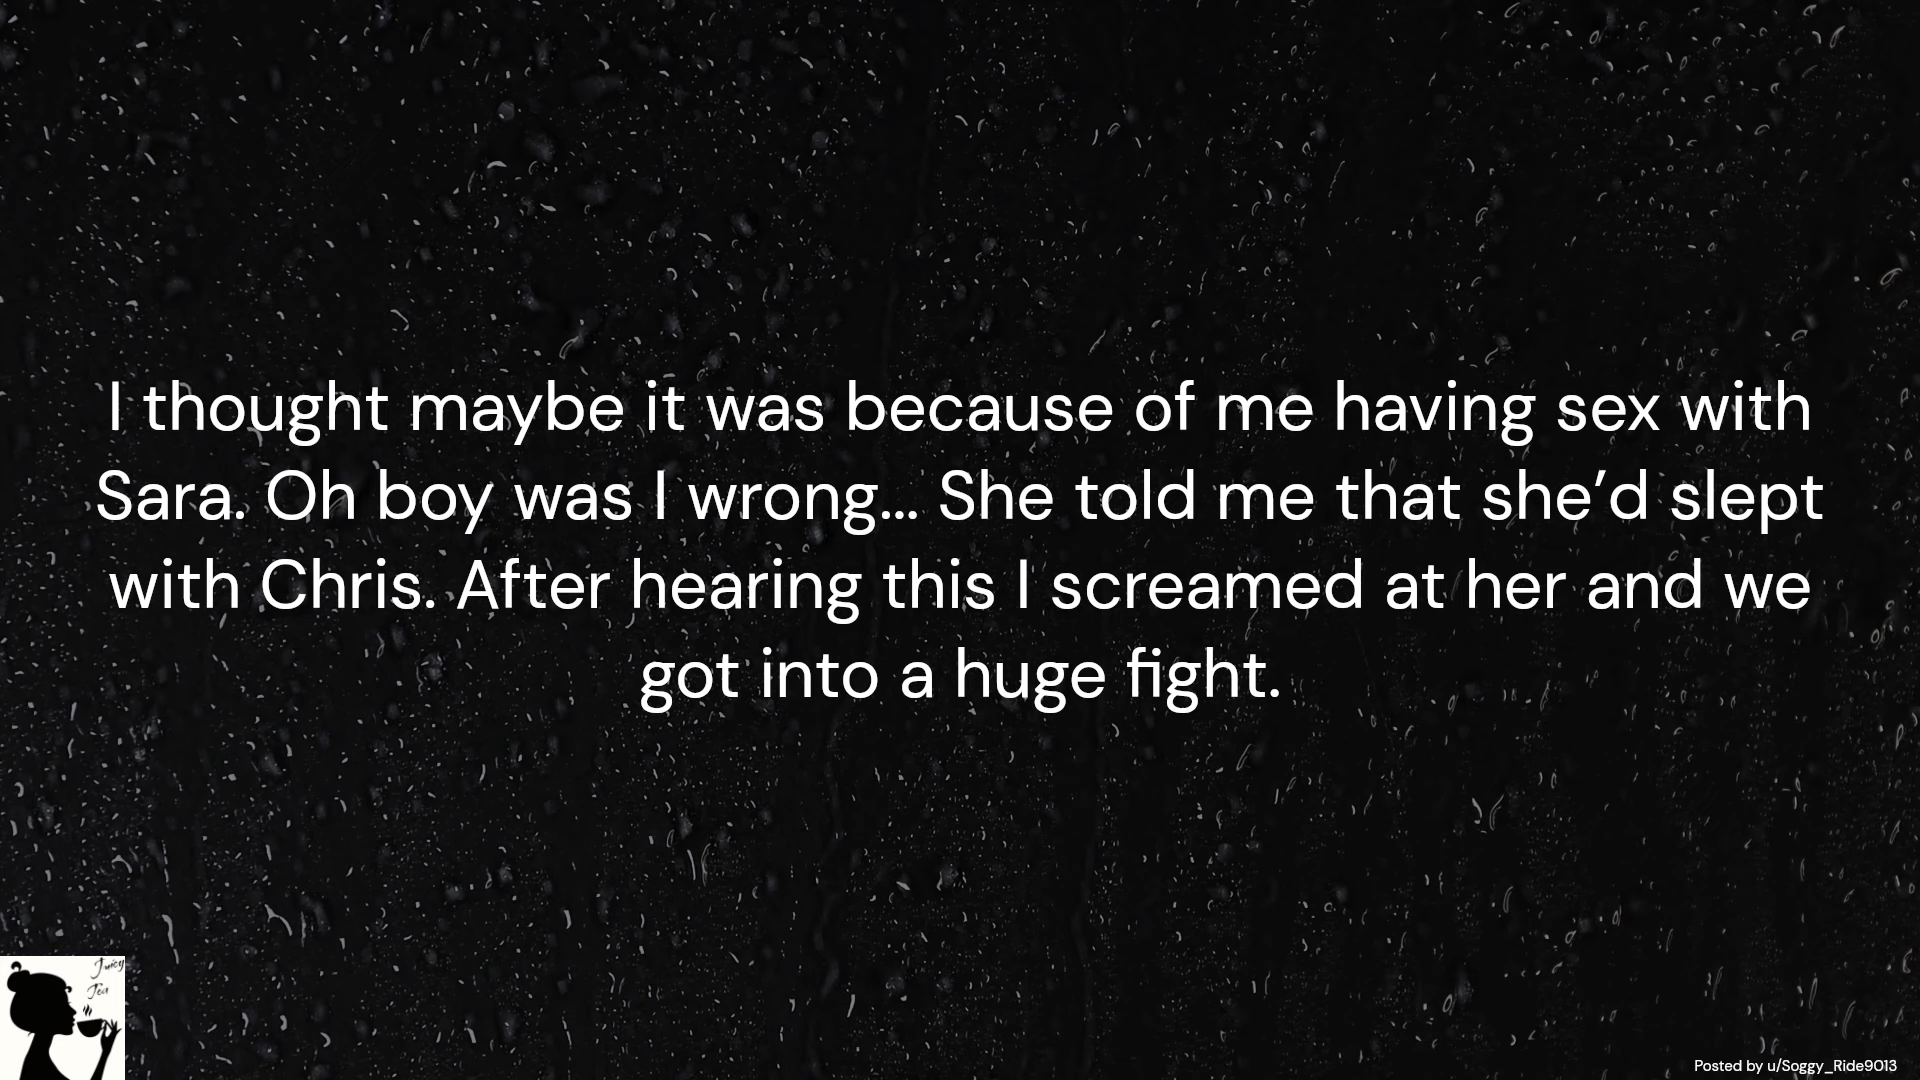 I thought maybe it was because of me having sex with
Sara. Oh boy was I wrong... She told me that she’d slept
with Chris. After hearing this I screamed at her and we
got into a huge fight.
Juicy
Tea
Posted by u/Soggy_Ride9013